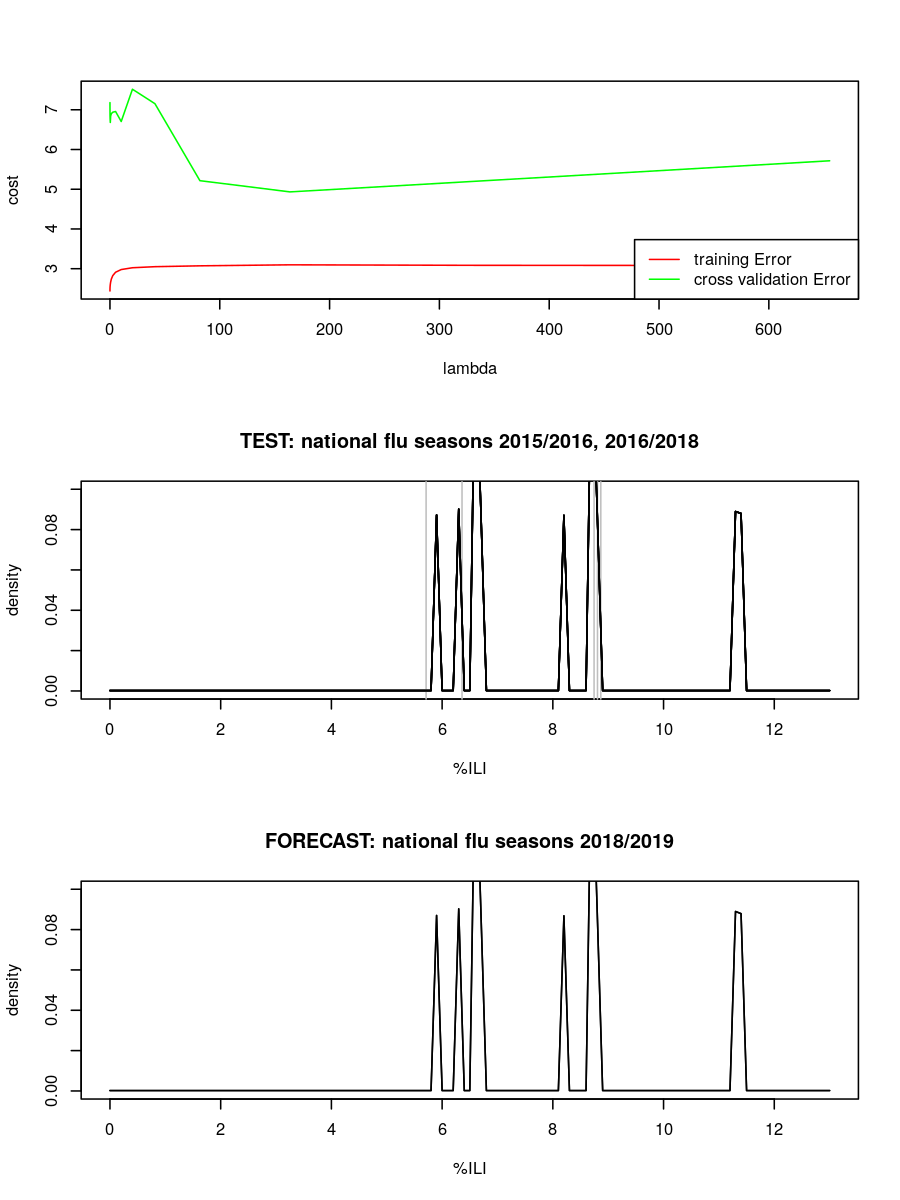 7
6
5
4
3
cost
training Error
cross validation Error
0 100 200 300 400 500 600
lambda
TEST: national flu seasons 2015/2016, 2016/2018
0.08
0.04
0.00
density
0 2 4 6 8 10 12
%ILI
FORECAST: national flu seasons 2018/2019
0.08
0.04
0.00
density
0 2 4 6 8 10 12
%ILI